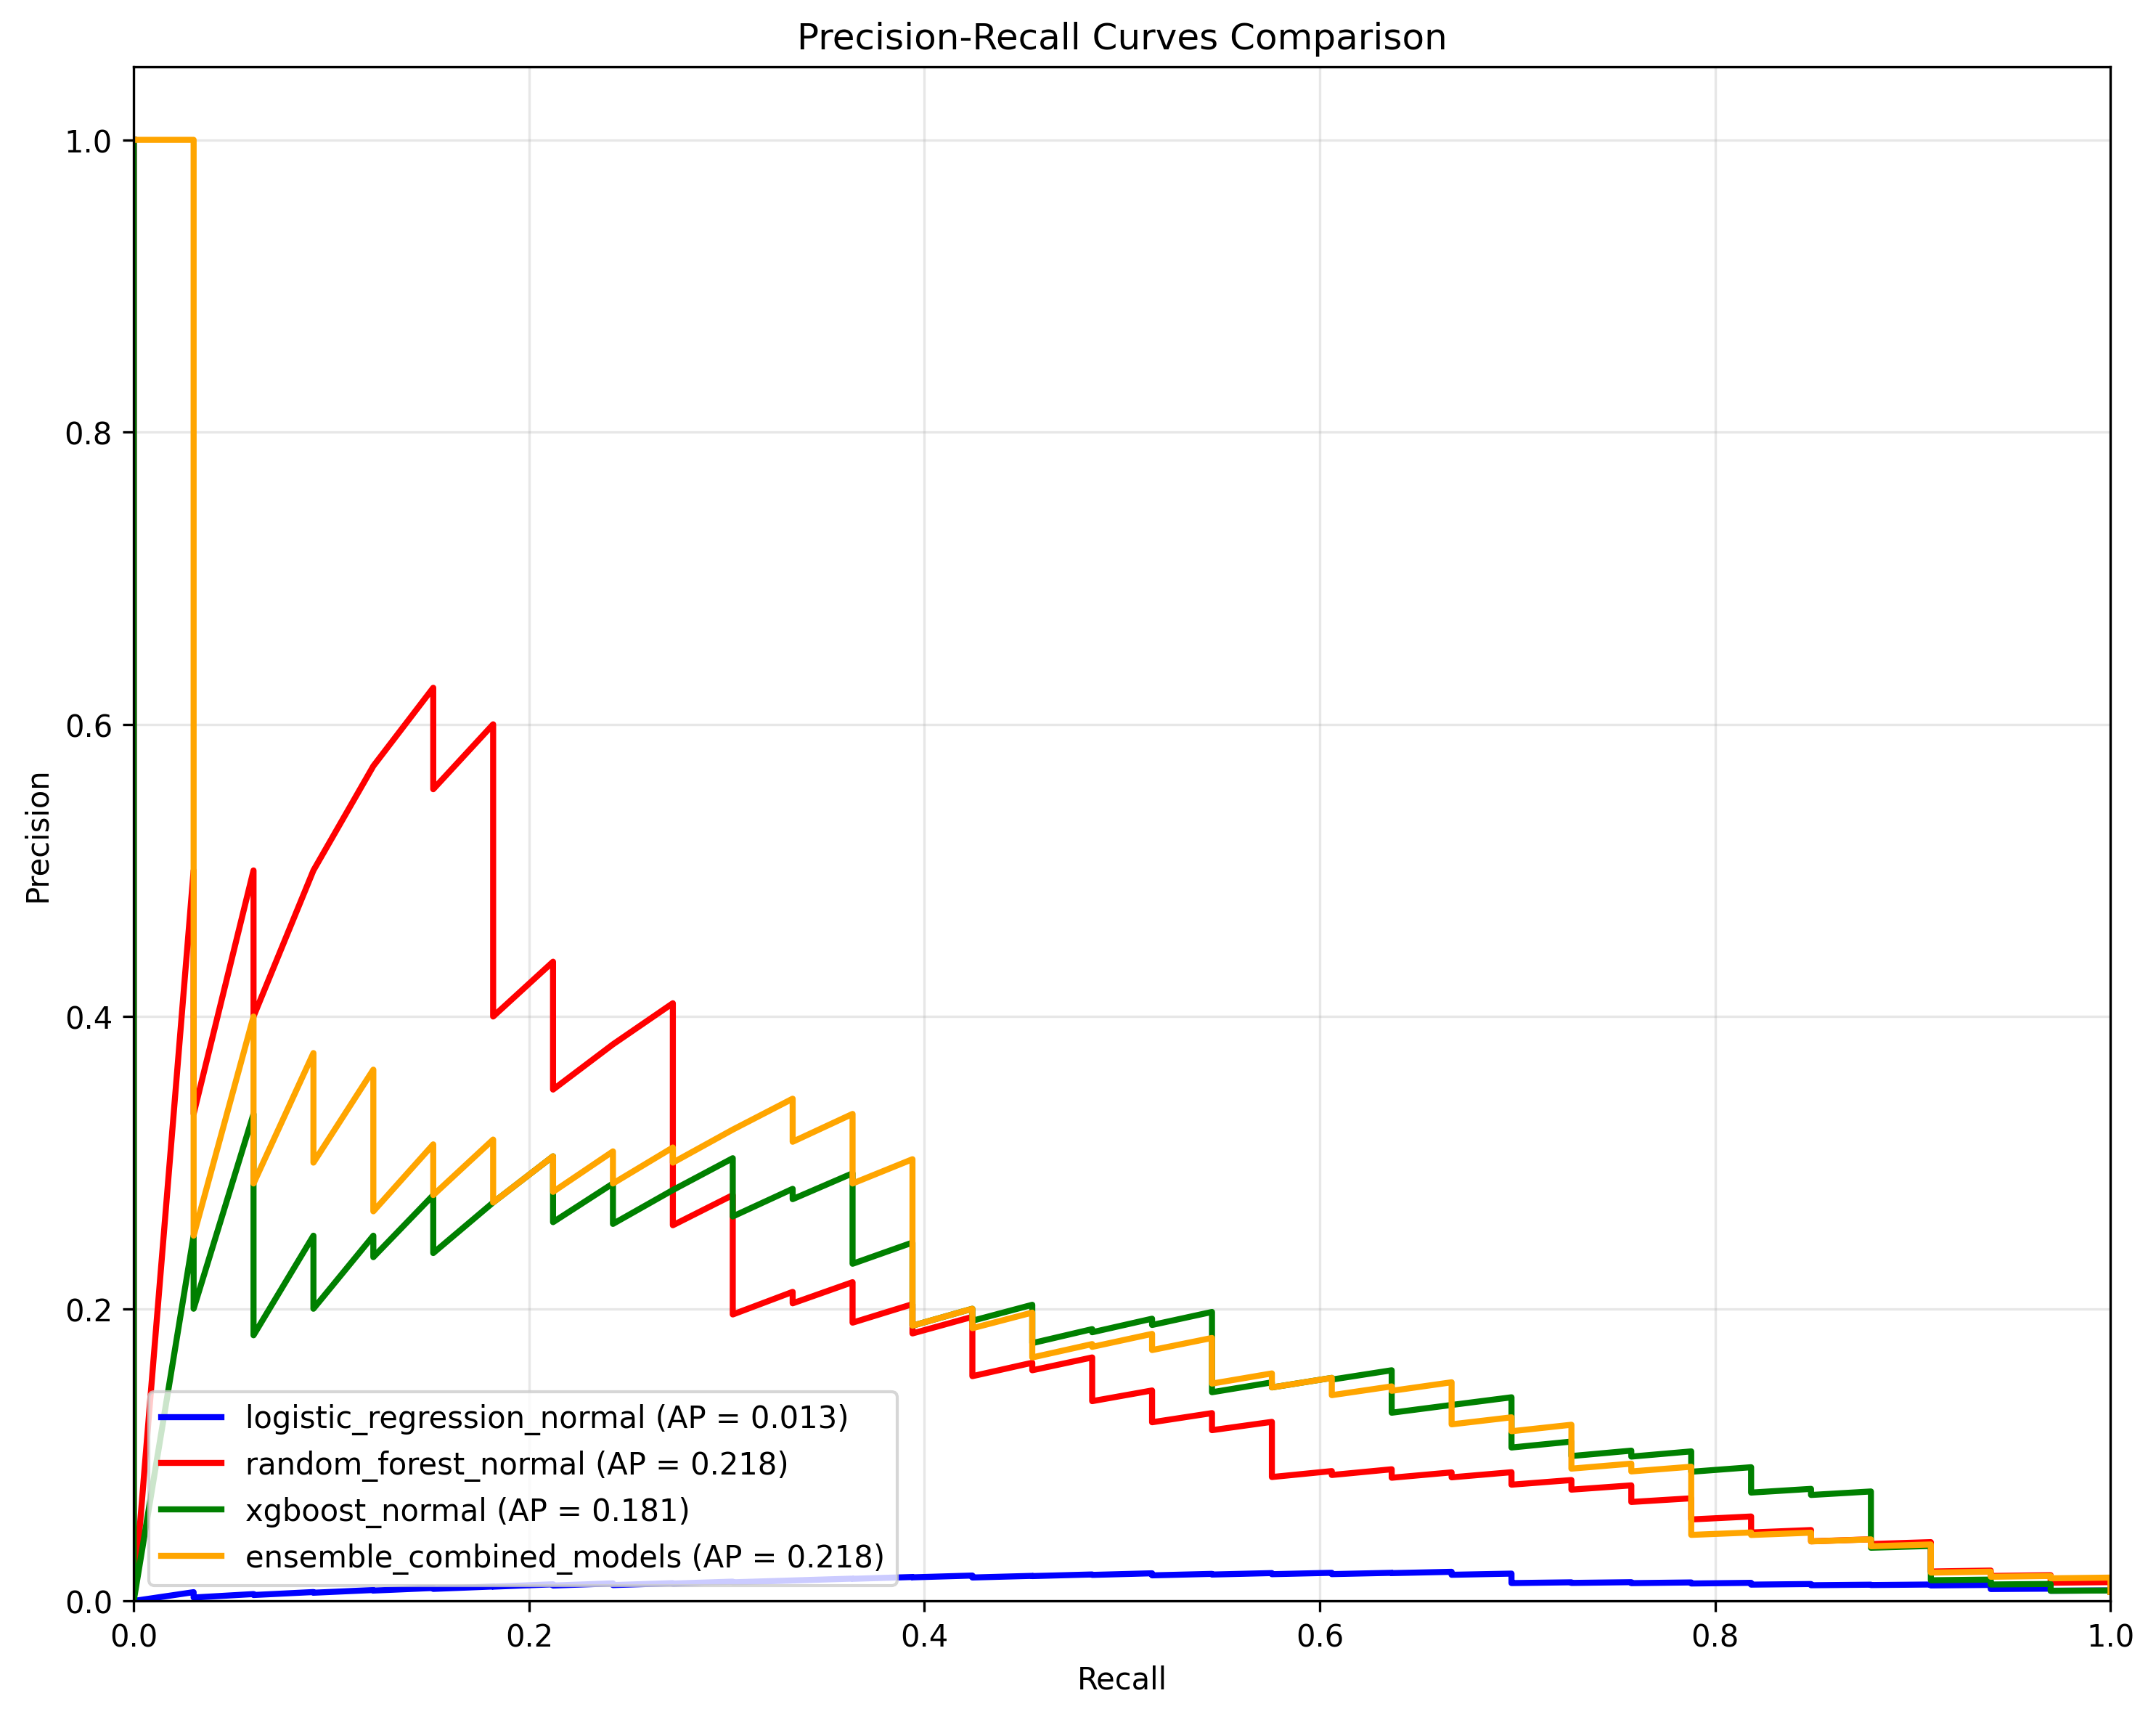 Precision-Recall Curves Comparison
1.0
0.8
0.6
0.4
0.2
0.0
Precision
logistic_regression_normal (AP = 0.013)
random_forest_normal (AP = 0.218)
xgboost_normal (AP = 0.181)
ensemble_combined_models (AP = 0.218)
0.0 0.2 0.4 0.6 0.8 1.0
Recall